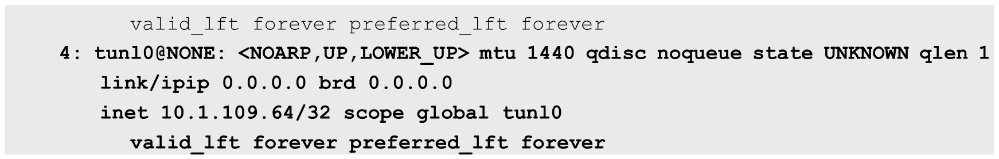 valid_lft forever preferred_lft forever
4: tunl0@NONE: <NOARP,UP,LOWER_UP> mtu 1440 qdisc noqueue state UNKNOWN qlen 1
link/ipip 0.0.0.0 brd 0.0.0.0
inet 10.1.109.64/32 scope global tunl0
valid_lft forever preferred_lft forever